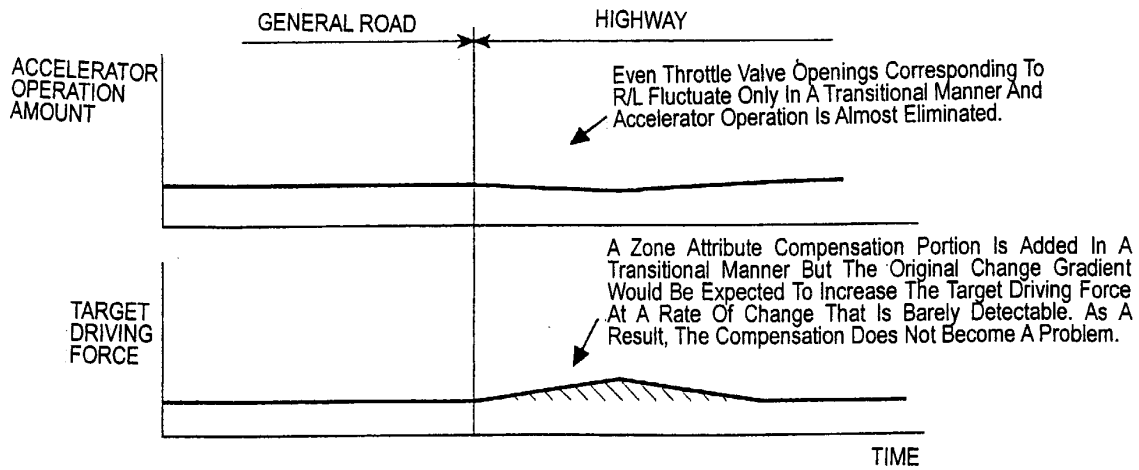 GENERAL ROAD
HIGHWAY
ACCELERATOR
OPERATION
AMOUNT
Even Throttle Valve Openings Corresponding To
R/L Fluctuate Only In A Transitional Manner And
Accelerator Operation Is Almost Eliminated.
A Zone Attribute Compensation Portion Is Added In A
Transitional Manner But The Original Change Gradient
Would Be Expected To Increase The Target Driving Force
At A Rate Of Change That Is Barely Detectable. As A
Result, The Compensation Does Not Become A Problem.
TARGET
DRIVING
FORCE
TIME